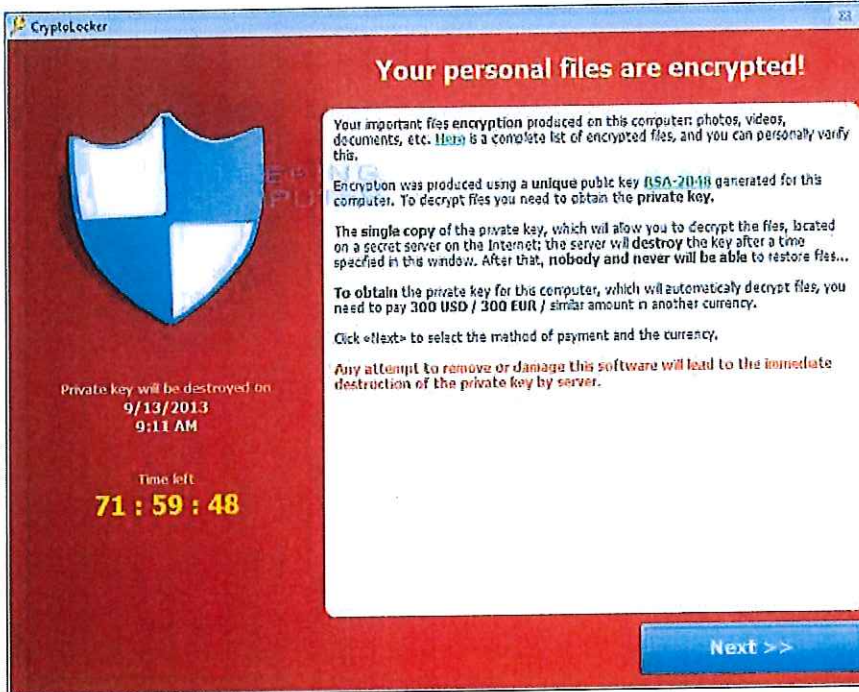 CryptoLocker
Your personal files are encrypted!
Your important files encryption produced on this computer: photos, videos,
documents, etc. Here is a complete list of encrypted files, and you can personally verify
this.
Encryption was produced using a unique public key RSA-2048 generated for this
computer. To decrypt files you need to obtain the private key.
The single copy of the private key, which will allow you to decrypt the files, located
on a secret server on the Internet; the server will destroy the key after a time
specified in this window. After that, nobody and never will be able to restore files...
To obtain the private key for this computer, which will automatically decrypt files, you
need to pay 300 USD / 300 EUR / similar amount in another currency.
Click «Next» to select the method of payment and the currency.
Any attempt to remove or damage this software will lead to the immediate
destruction of the private key by server.
Private key will be destroyed on
9/13/2013
9:11 AM
Time left
71 : 59 : 48
Next >>